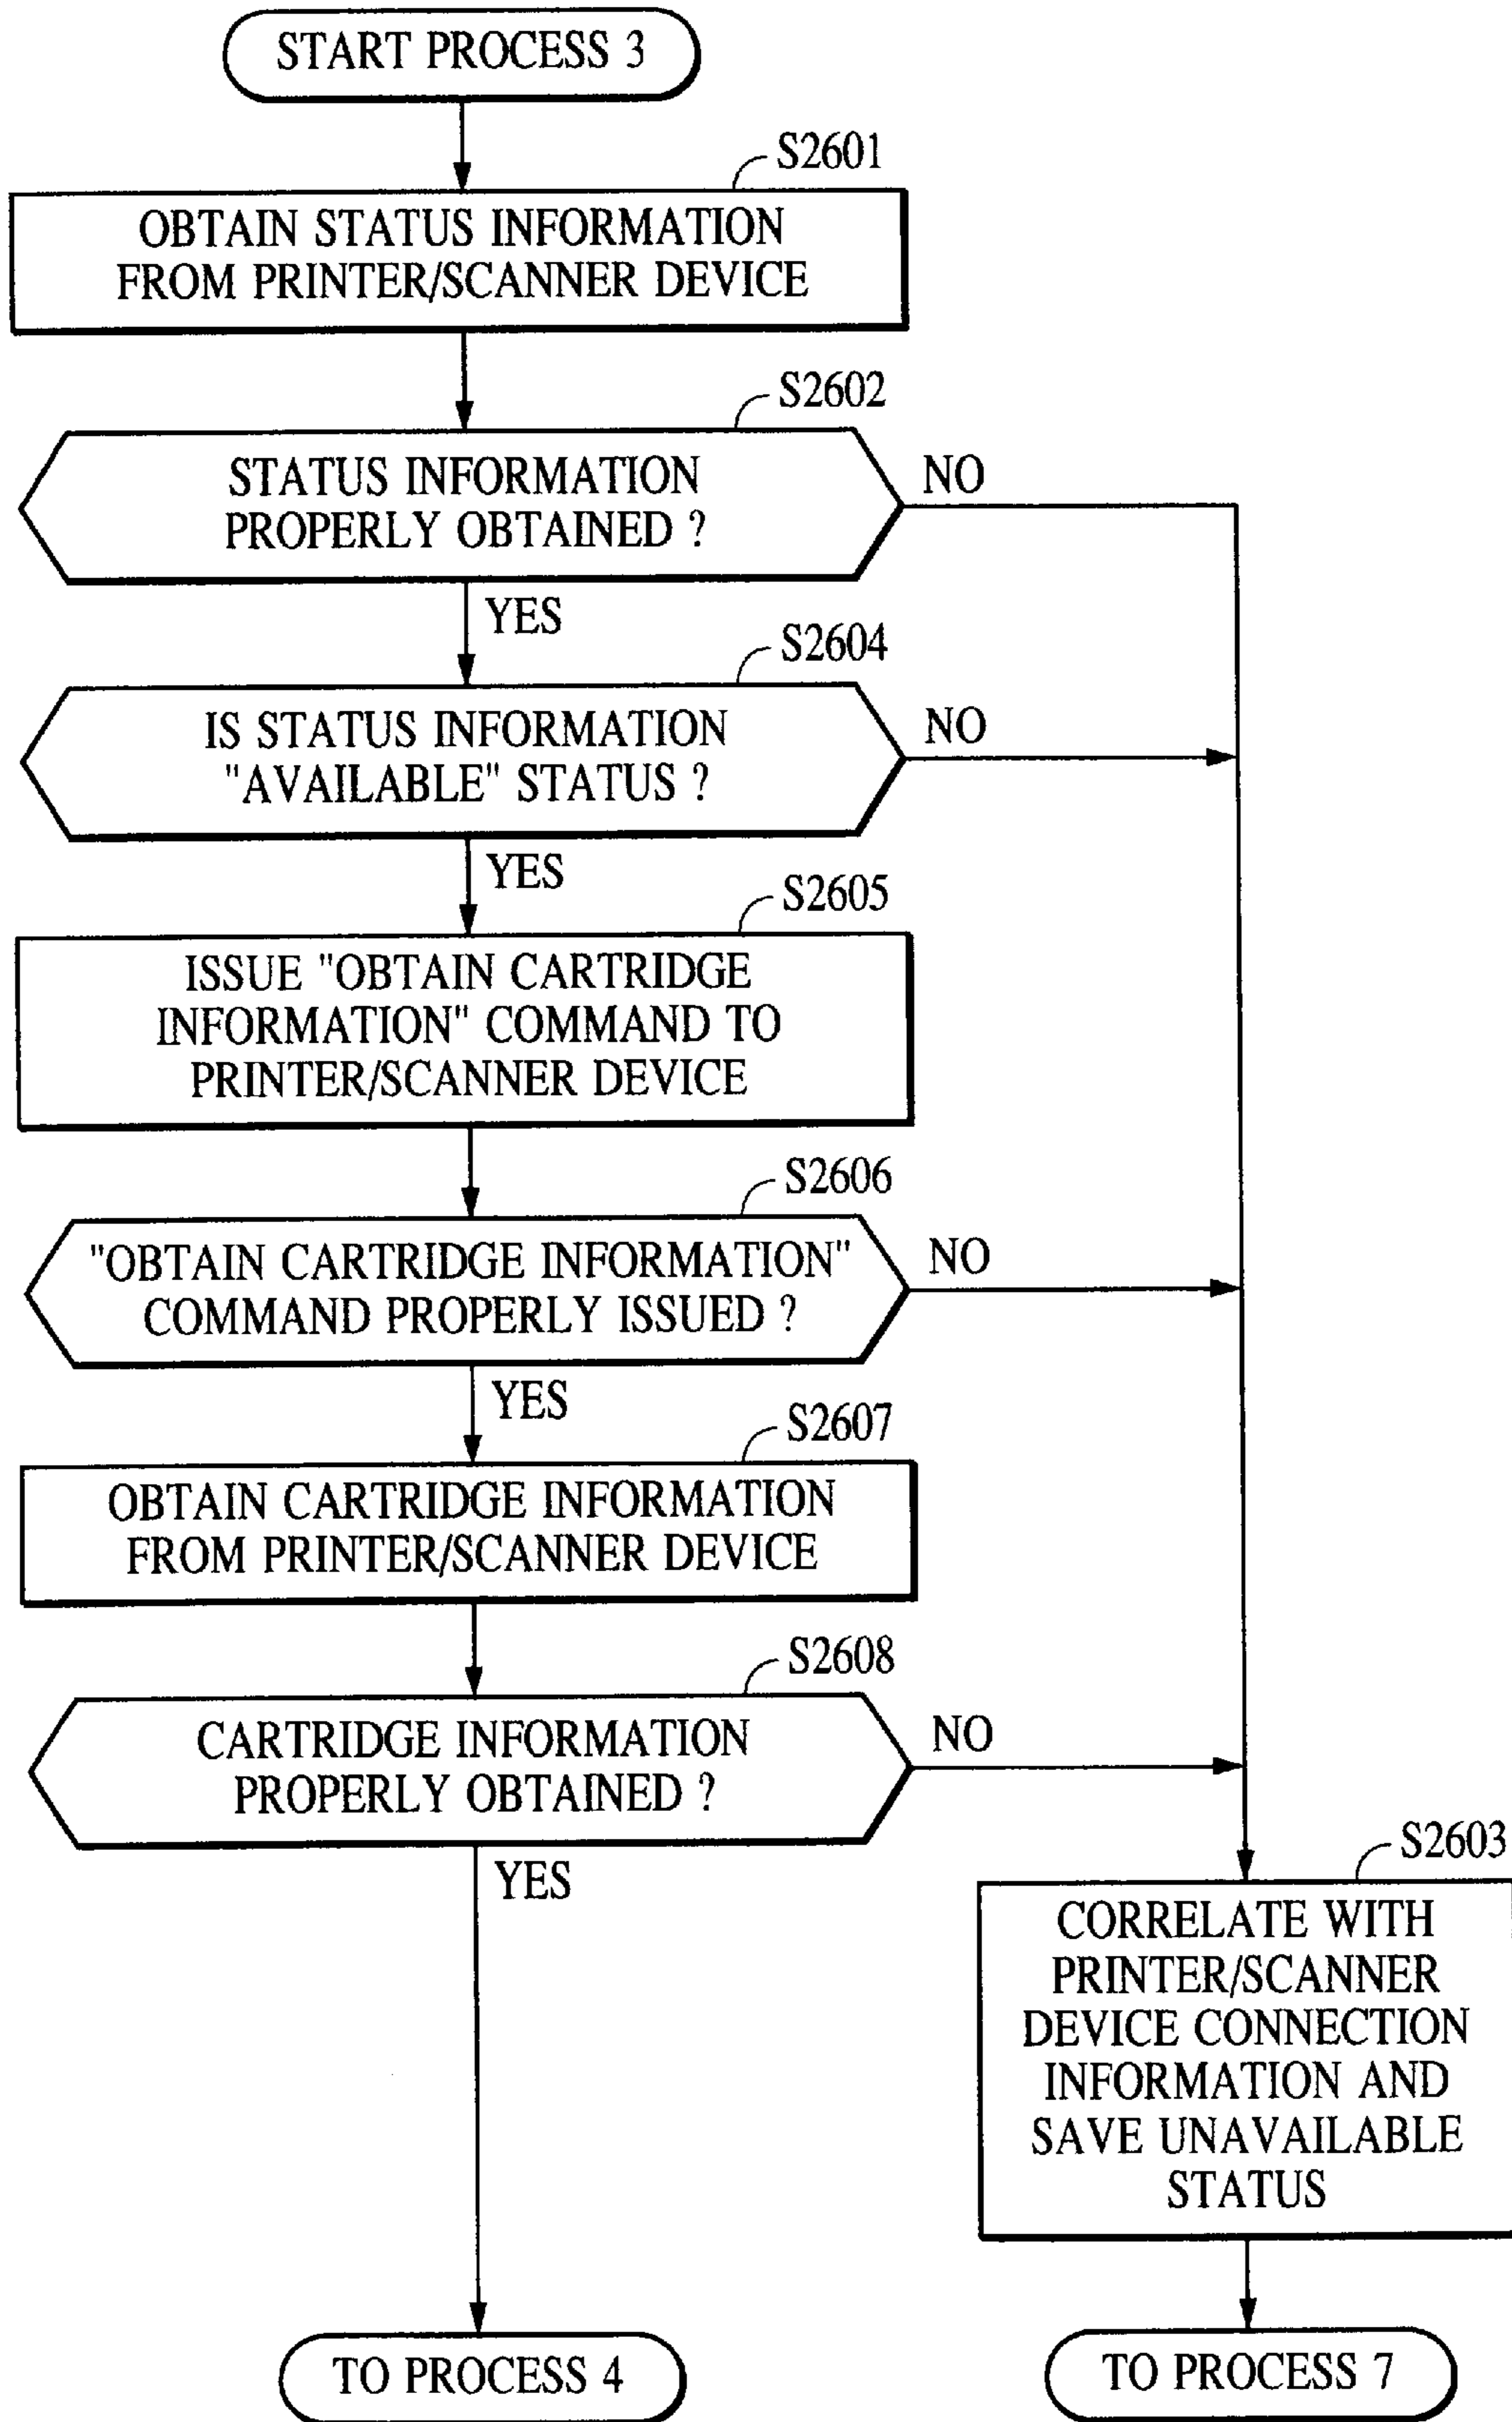 START PROCESS 3
S2601
OBTAIN STATUS INFORMATION
FROM PRINTER/SCANNER DEVICE
S2602
STATUS INFORMATION
PROPERLY OBTAINED ?
NO
YES
S2604
IS STATUS INFORMATION
"AVAILABLE" STATUS ?
NO
YES
S2605
ISSUE "OBTAIN CARTRIDGE
INFORMATION" COMMAND TO
PRINTER/SCANNER DEVICE
S2606
"OBTAIN CARTRIDGE INFORMATION"
COMMAND PROPERLY ISSUED ?
NO
YES
S2607
OBTAIN CARTRIDGE INFORMATION
FROM PRINTER/SCANNER DEVICE
S2608
CARTRIDGE INFORMATION
PROPERLY OBTAINED ?
NO
YES
S2603
CORRELATE WITH
PRINTER/SCANNER
DEVICE CONNECTION
INFORMATION AND
SAVE UNAVAILABLE
STATUS
TO PROCESS 4
TO PROCESS 7